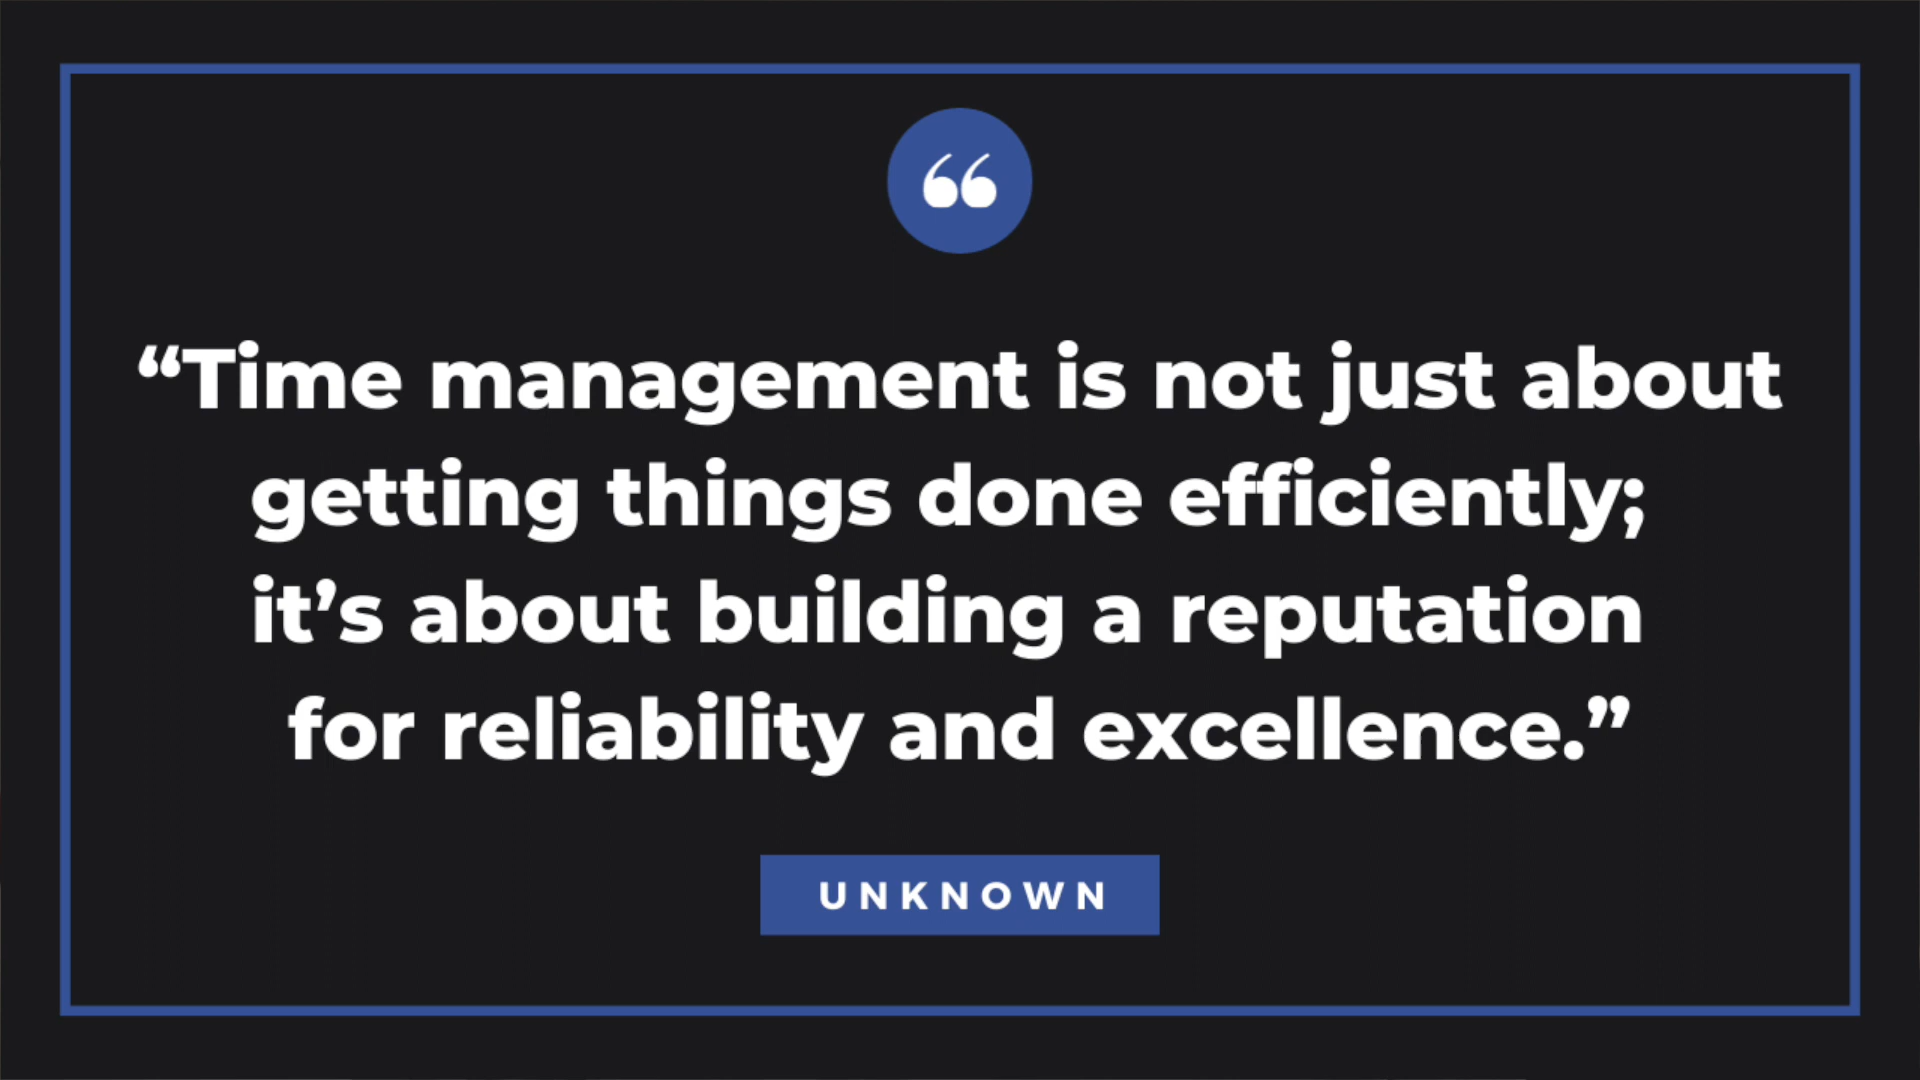 “
“Time management is not just about
getting things done efficiently;
it’s about building a reputation
for reliability and excellence.”
UNKNOWN